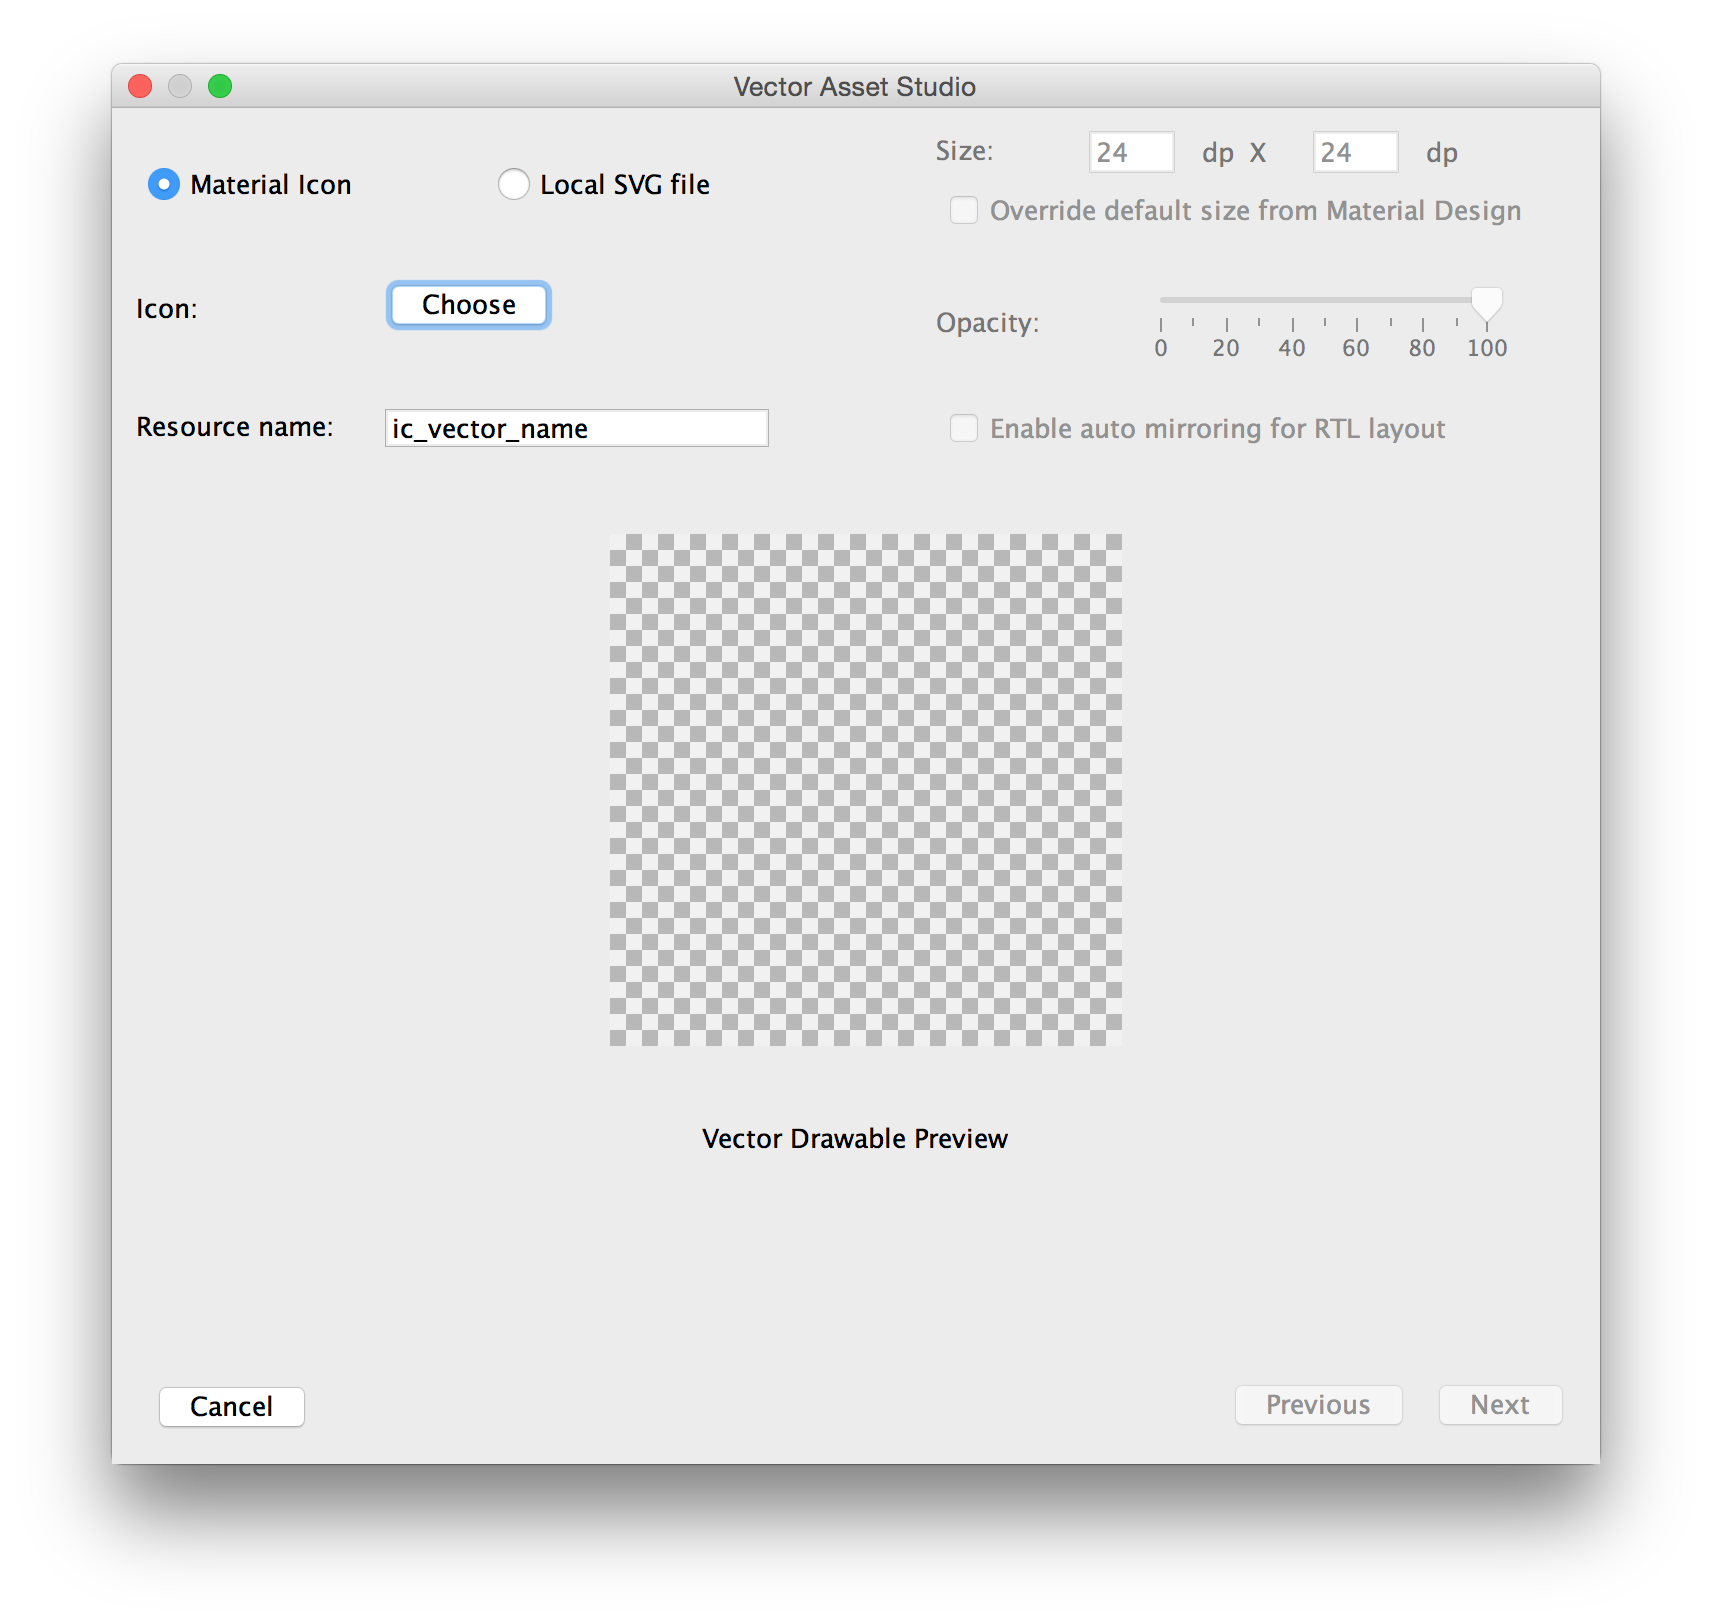 Vector Asset Studio
Material Icon
Local SVG file
Size: 24 dp X 24 dp
Override default size from Material Design
Icon: Choose
Opacity:
0 20 40 60 80 100
Resource name: ic_vector_name
Enable auto mirroring for RTL layout
Vector Drawable Preview
Cancel
Previous
Next